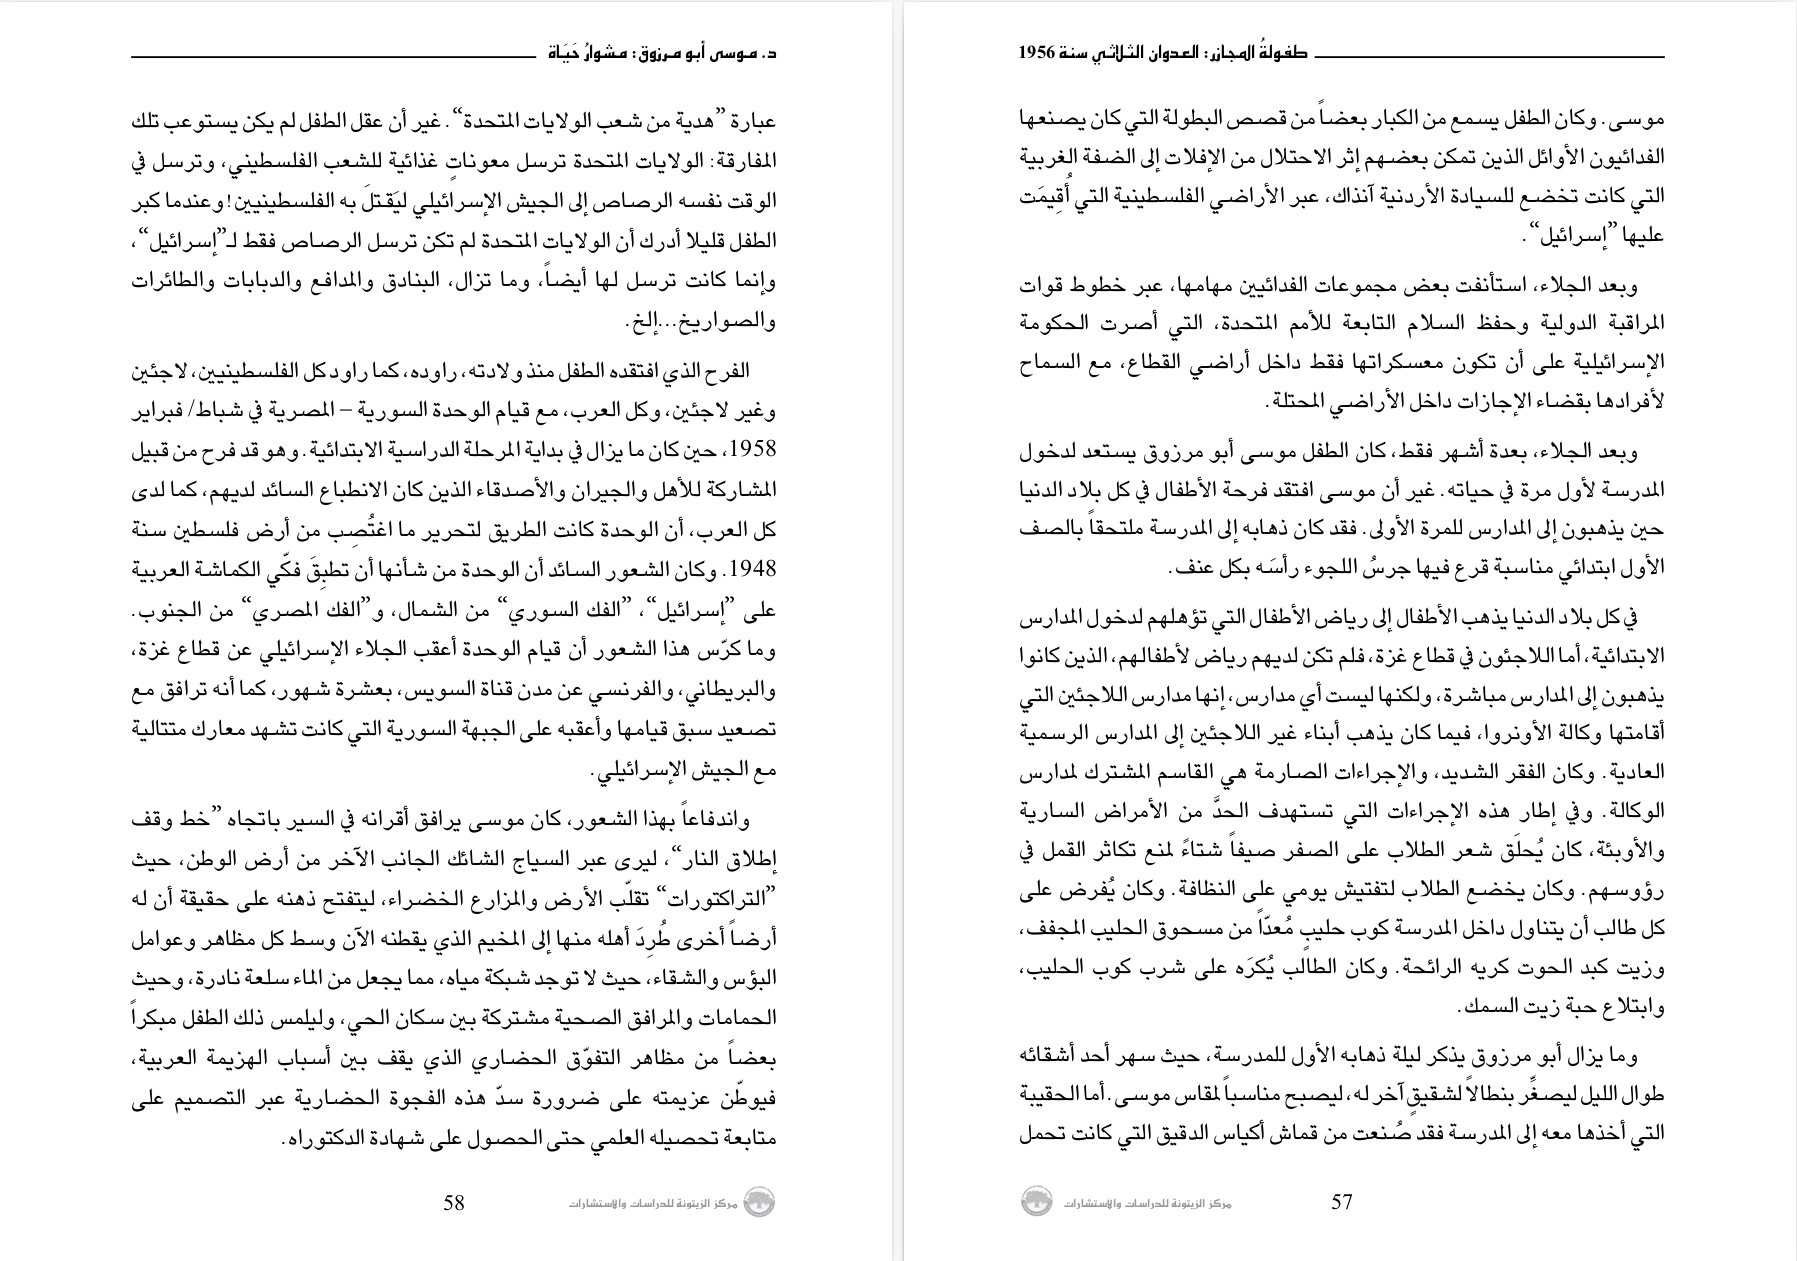 طفولةُ المجازر: العدوان الثلاثي سنة 1956
موسى. وكان الطفل يسمع من الكبار بعضاً من قصص البطولة التي كان يصنعها
الفدائيون الأوائل الذين تمكن بعضهم إثر الاحتلال من الإفلات إلى الضفة الغربية
التي كانت تخضع للسيادة الأردنية آنذاك، عبر الأراضي الفلسطينية التي أُقِيمَت
عليها ”إسرائيل“.
وبعد الجلاء، استأنفت بعض مجموعات الفدائيين مهامها، عبر خطوط قوات
المراقبة الدولية وحفظ السلام التابعة للأمم المتحدة، التي أصرت الحكومة
الإسرائيلية على أن تكون معسكراتها فقط داخل أراضي القطاع، مع السماح
لأفرادها بقضاء الإجازات داخل الأراضي المحتلة.
وبعد الجلاء، بعدة أشهر فقط، كان الطفل موسى أبو مرزوق يستعد لدخول
المدرسة لأول مرة في حياته. غير أن موسى افتقد فرحة الأطفال في كل بلاد الدنيا
حين يذهبون إلى المدارس للمرة الأولى. فقد كان ذهابه إلى المدرسة ملتحقاً بالصف
الأول ابتدائي مناسبة قرع فيها جرسُ اللجوء رأسَه بكل عنف.
في كل بلاد الدنيا يذهب الأطفال إلى رياض الأطفال التي تؤهلهم لدخول المدارس
الابتدائية، أما اللاجئون في قطاع غزة، فلم تكن لديهم رياض لأطفالهم، الذين كانوا
يذهبون إلى المدارس مباشرة، ولكنها ليست أي مدارس، إنها مدارس اللاجئين التي
أقامتها وكالة الأونروا، فيما كان يذهب أبناء غير اللاجئين إلى المدارس الرسمية
العادية. وكان الفقر الشديد، والإجراءات الصارمة هي القاسم المشترك لمدارس
الوكالة. وفي إطار هذه الإجراءات التي تستهدف الحدَّ من الأمراض السارية
والأوبئة، كان يُحلَق شعر الطلاب على الصفر صيفاً شتاءً لمنع تكاثر القمل في
رؤوسهم. وكان يخضع الطلاب لتفتيش يومي على النظافة. وكان يُفرض على
كل طالب أن يتناول داخل المدرسة كوب حليبٍ مُعدّاً من مسحوق الحليب المجفف،
وزيت كبد الحوت كريه الرائحة. وكان الطالب يُكرَه على شرب كوب الحليب،
وابتلاع حبة زيت السمك.
وما يزال أبو مرزوق يذكر ليلة ذهابه الأول للمدرسة، حيث سهر أحد أشقائه
طوال الليل ليصغِّر بنطالاً لشقيقٍ آخر له، ليصبح مناسباً لمقاس موسى. أما الحقيبة
التي أخذها معه إلى المدرسة فقد صُنعت من قماش أكياس الدقيق التي كانت تحمل
57
مركز الزيتونة للدراسات والاستشارات
د. موسى أبو مرزوق: مشوارُ حَيَاة
عبارة ”هدية من شعب الولايات المتحدة“. غير أن عقل الطفل لم يكن يستوعب تلك
المفارقة: الولايات المتحدة ترسل معوناتٍ غذائية للشعب الفلسطيني، وترسل في
الوقت نفسه الرصاص إلى الجيش الإسرائيلي ليَقتلَ به الفلسطينيين! وعندما كبر
الطفل قليلا أدرك أن الولايات المتحدة لم تكن ترسل الرصاص فقط لـ”إسرائيل“،
وإنما كانت ترسل لها أيضاً، وما تزال، البنادق والمدافع والدبابات والطائرات
والصواريخ...إلخ.
الفرح الذي افتقده الطفل منذ ولادته، راوده، كما راود كل الفلسطينيين، لاجئين
وغير لاجئين، وكل العرب، مع قيام الوحدة السورية – المصرية في شباط/ فبراير
1958، حين كان ما يزال في بداية المرحلة الدراسية الابتدائية. وهو قد فرح من قبيل
المشاركة للأهل والجيران والأصدقاء الذين كان الانطباع السائد لديهم، كما لدى
كل العرب، أن الوحدة كانت الطريق لتحرير ما اغتُصِب من أرض فلسطين سنة
1948. وكان الشعور السائد أن الوحدة من شأنها أن تطبِقَ فكّي الكماشة العربية
على ”إسرائيل“، ”الفك السوري“ من الشمال، و”الفك المصري“ من الجنوب.
وما كرّس هذا الشعور أن قيام الوحدة أعقب الجلاء الإسرائيلي عن قطاع غزة،
والبريطاني، والفرنسي عن مدن قناة السويس، بعشرة شهور، كما أنه ترافق مع
تصعيد سبق قيامها وأعقبه على الجبهة السورية التي كانت تشهد معارك متتالية
مع الجيش الإسرائيلي.
واندفاعاً بهذا الشعور، كان موسى يرافق أقرانه في السير باتجاه ”خط وقف
إطلاق النار“، ليرى عبر السياج الشائك الجانب الآخر من أرض الوطن، حيث
”التراكتورات“ تقلّب الأرض والمزارع الخضراء، ليتفتح ذهنه على حقيقة أن له
أرضاً أخرى طُرِدَ أهله منها إلى المخيم الذي يقطنه الآن وسط كل مظاهر وعوامل
البؤس والشقاء، حيث لا توجد شبكة مياه، مما يجعل من الماء سلعة نادرة، وحيث
الحمامات والمرافق الصحية مشتركة بين سكان الحي، وليلمس ذلك الطفل مبكراً
بعضاً من مظاهر التفوّق الحضاري الذي يقف بين أسباب الهزيمة العربية،
فيوطّن عزيمته على ضرورة سدّ هذه الفجوة الحضارية عبر التصميم على
متابعة تحصيله العلمي حتى الحصول على شهادة الدكتوراه.
مركز الزيتونة للدراسات والاستشارات
58